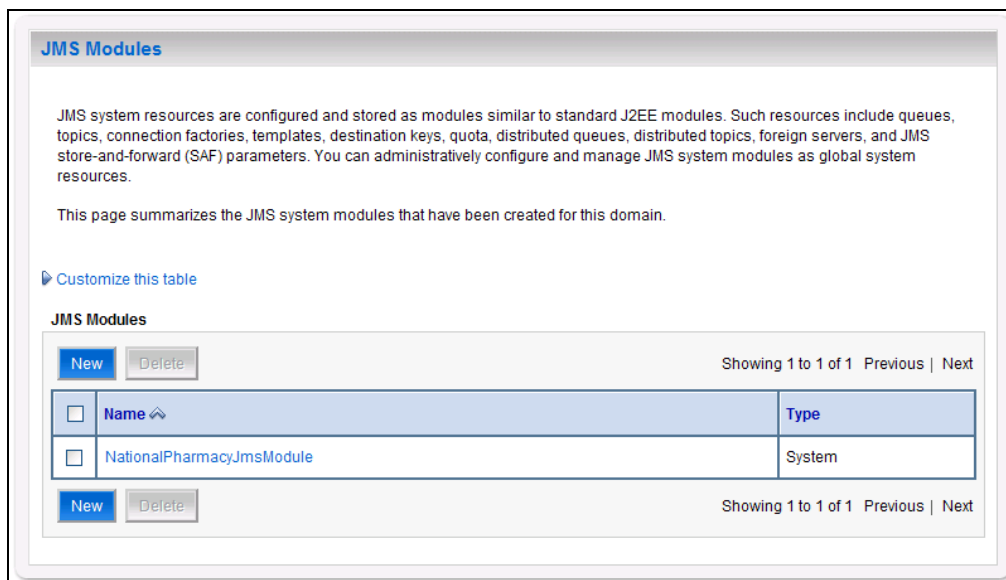 JMS Modules
JMS system resources are configured and stored as modules similar to standard J2EE modules. Such resources include queues,
topics, connection factories, templates, destination keys, quota, distributed queues, distributed topics, foreign servers, and JMS
store-and-forward (SAF) parameters. You can administratively configure and manage JMS system modules as global system
resources.
This page summarizes the JMS system modules that have been created for this domain.
Customize this table
JMS Modules
New Delete Showing 1 to 1 of 1 Previous | Next
Name Type
NationalPharmacyJmsModule System
New Delete Showing 1 to 1 of 1 Previous | Next